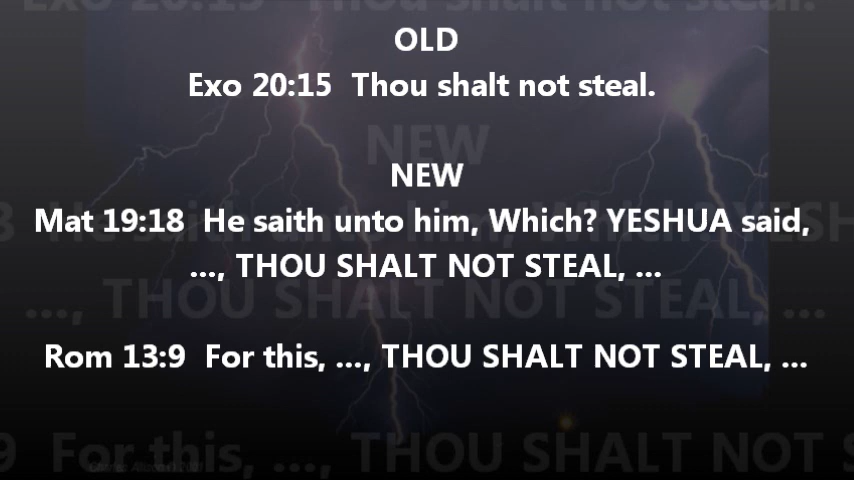 OLD
Exo 20:15 Thou shalt not steal.
NEW
Mat 19:18 He saith unto him, Which? YESHUA said,
..., THOU SHALT NOT STEAL, ...
Rom 13:9 For this, ..., THOU SHALT NOT STEAL, ...